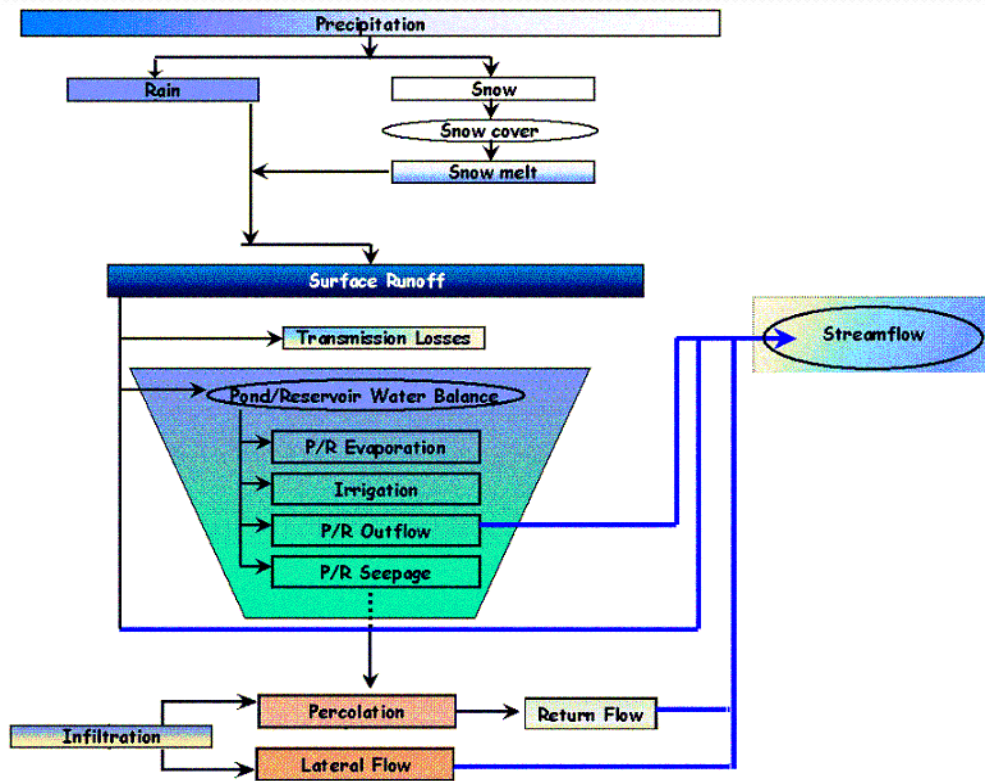 Precipitation
Rain
Snow
Snow cover
Snow melt
Surface Runoff
Transmission Losses
Streamflow
Pond/Reservoir Water Balance
P/R Evaporation
Irrigation
P/R Outflow
P/R Seepage
Percolation
Return Flow
Infiltration
Lateral Flow